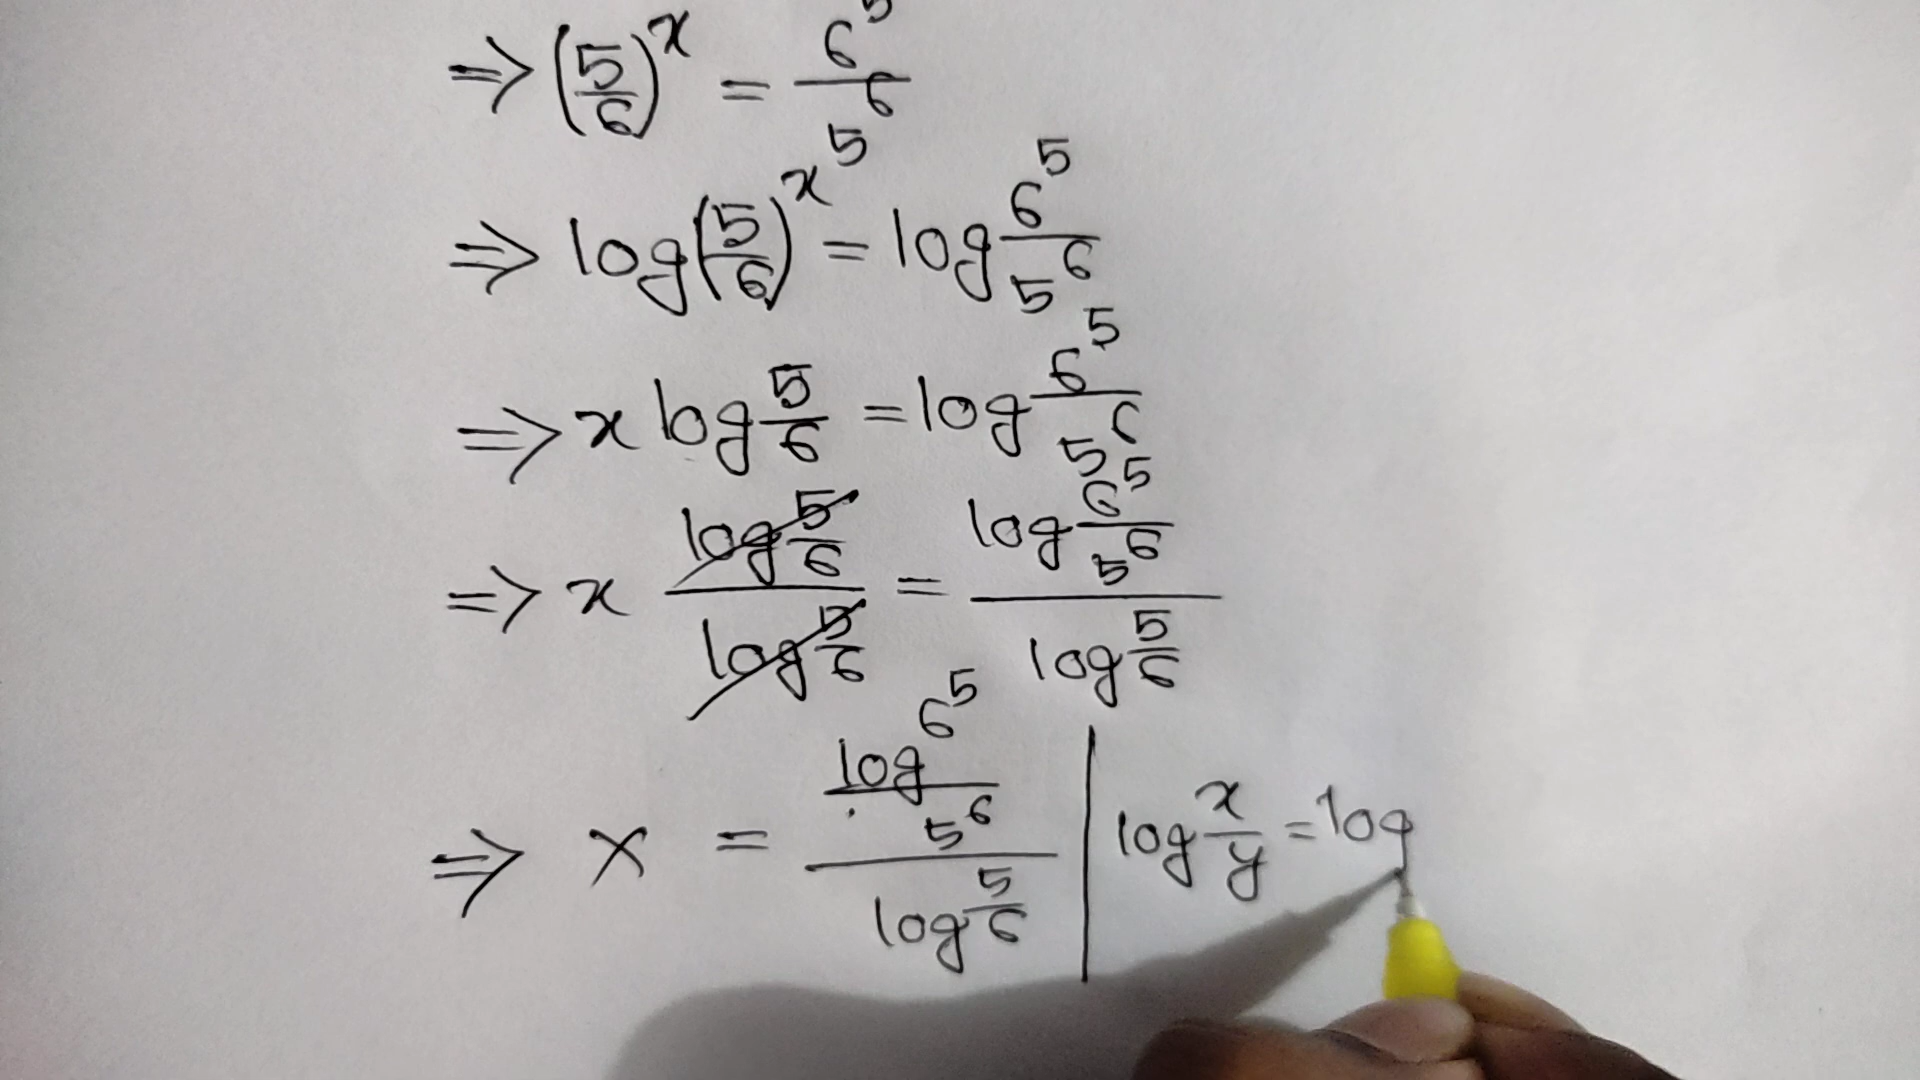 ⇒ (5/6)^x = 6^5/5^6
⇒ log(5/6)^x = log 6^5/5^6
⇒ x log 5/6 = log 6^5/5^6
⇒ x (log 5/6)/(log 5/6) = (log 6^5/5^6)/(log 5/6)
⇒ x = (log 6^5/5^6)/(log 5/6) | log x/y = log